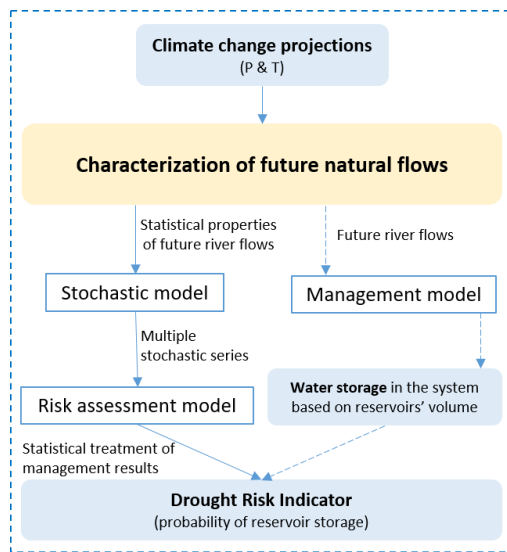 Climate change projections
(P & T)
Characterization of future natural flows
Statistical properties
of future river flows
Future river flows
Stochastic model
Management model
Multiple
stochastic series
Water storage in the system
based on reservoirs' volume
Risk assessment model
Statistical treatment of
management results
Drought Risk Indicator
(probability of reservoir storage)